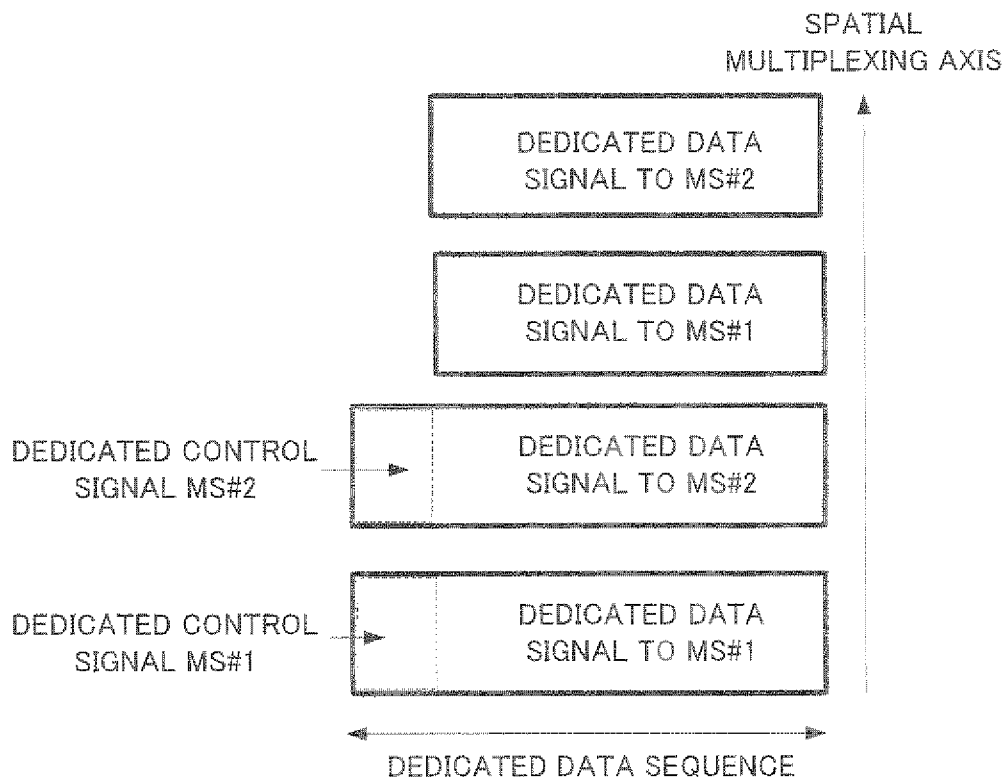 SPATIAL
MULTIPLEXING AXIS
DEDICATED DATA
SIGNAL TO MS#2
DEDICATED DATA
SIGNAL TO MS#1
DEDICATED CONTROL
SIGNAL MS#2
DEDICATED DATA
SIGNAL TO MS#2
DEDICATED CONTROL
SIGNAL MS#1
DEDICATED DATA
SIGNAL TO MS#1
DEDICATED DATA SEQUENCE